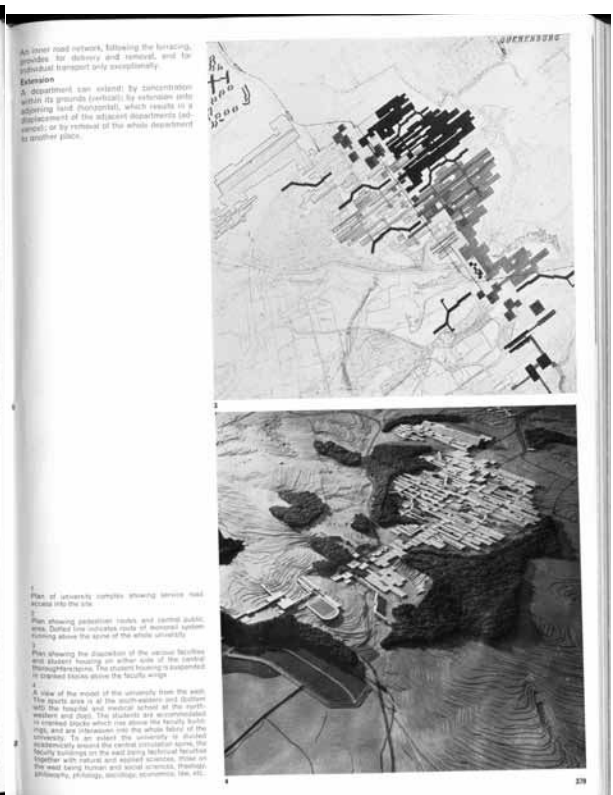 An inner road network, following the terracing,
provides for delivery and removal, and for
individual transport only exceptionally.
Extension
A department can extend: by concentration
within its grounds (vertical); by extension onto
adjoining land (horizontal), which results in a
displacement of the adjacent departments (ad-
vance); or by removal of the whole department
to another place.
QUERENBURG
3
1
Plan of university complex showing service road
access into the site
2
Plan showing pedestrian routes and central public
area. Dotted line indicates route of monorail system
running above the spine of the whole university
3
Plan showing the disposition of the various faculties
and student housing on either side of the central
thoroughfare/spine. The student housing is suspended
in cranked blocks above the faculty wings
4
A view of the model of the university from the east.
The sports area is at the south-eastern end (bottom
left) the hospital and medical school at the north-
western end (top). The students are accommodated
in cranked blocks which rise above the faculty build-
ings, and are interwoven into the whole fabric of the
university. To an extent the university is divided
academically around the central circulation spine, the
faculty buildings on the east being technical faculties
together with natural and applied sciences, those on
the west being human and social sciences, theology,
philosophy, philology, sociology, economics, law, etc.
4
379